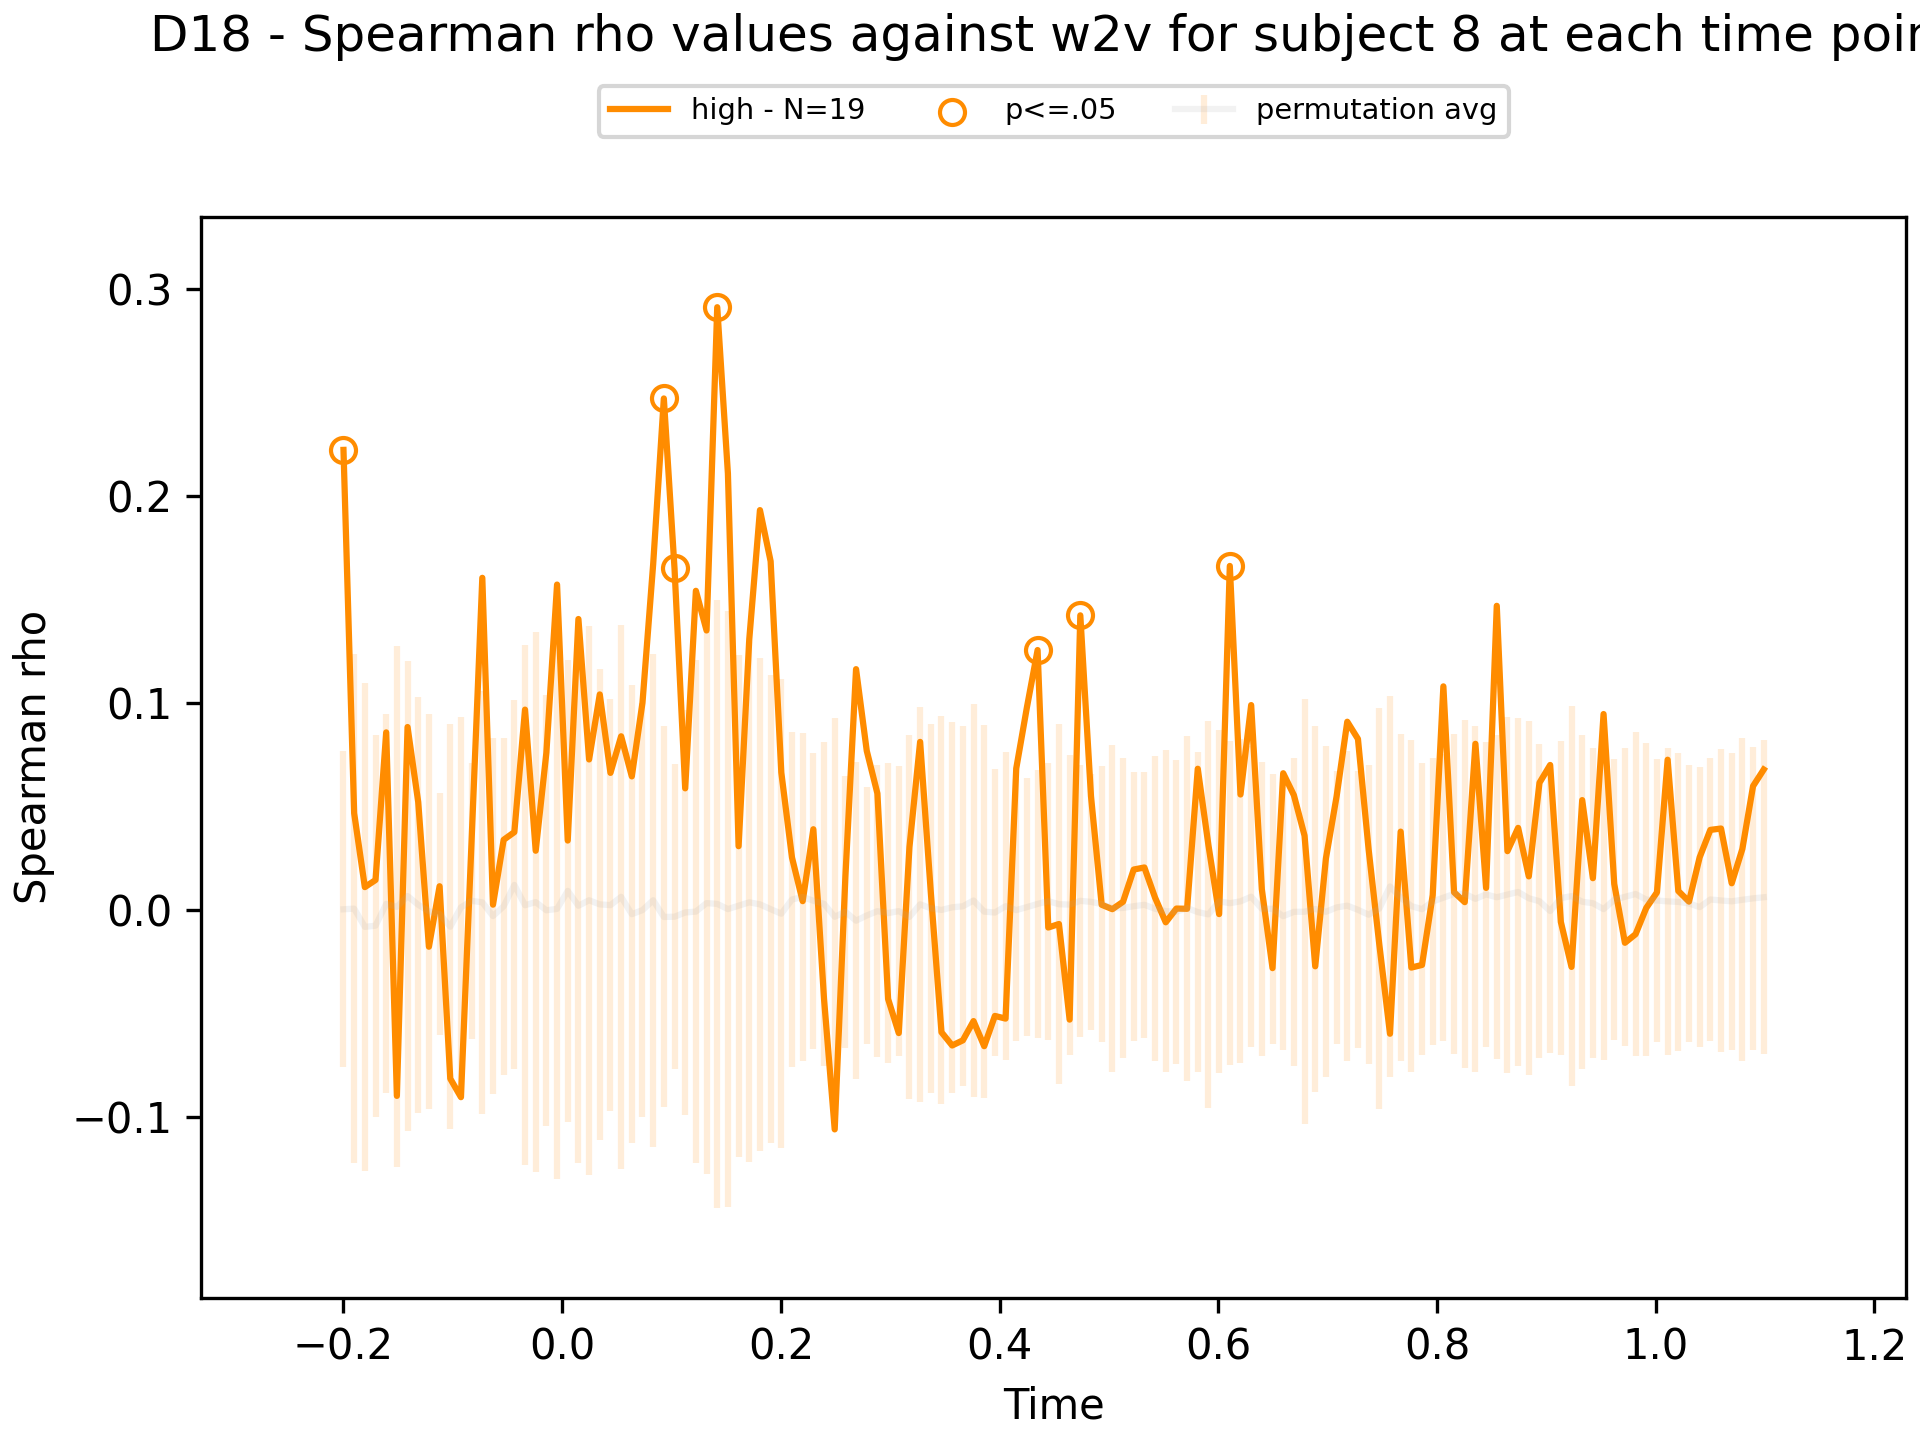 D18 - Spearman rho values against w2v for subject 8 at each time
high - N=19 p<=.05 permutation avg
Spearman rho
0.3
0.2
0.1
0.0
−0.1
−0.2 0.0 0.2 0.4 0.6 0.8 1.0 1.2
Time